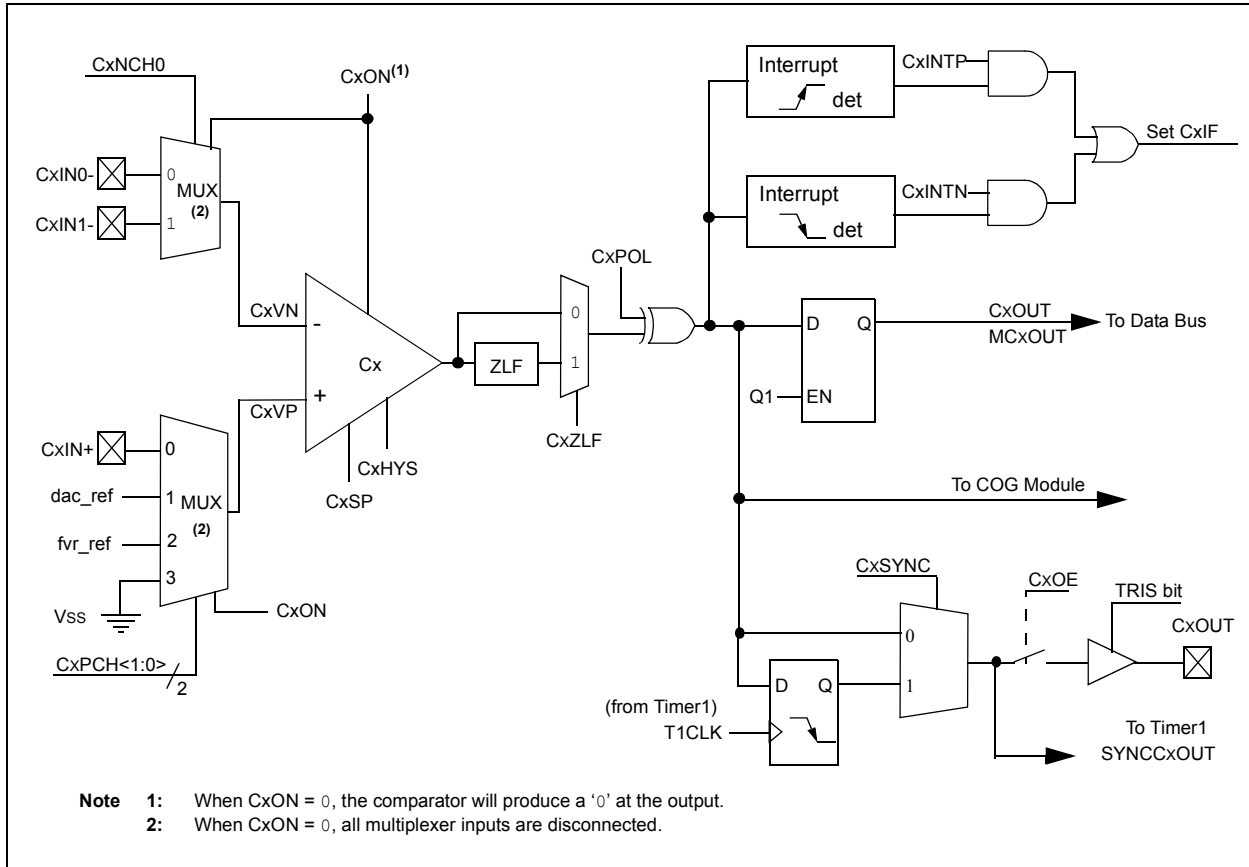 CxNCH0
CxON(1)
CxIN0-
CxIN1-
0
1
MUX
(2)
CxVN
-
+
Cx
CxVP
CxIN+
dac_ref
fvr_ref
Vss
0
1
2
3
MUX
(2)
CxON
CxPCH<1:0>
2
CxSP
CxHYS
ZLF
0
1
CxZLF
CxPOL
Interrupt
det
CxINTP
Interrupt
det
CxINTN
Set CxIF
D
Q
Q1
EN
CxOUT
MCxOUT
To Data Bus
To COG Module
CxSYNC
0
1
D
Q
(from Timer1)
T1CLK
CxOE
TRIS bit
CxOUT
To Timer1
SYNCCxOUT
Note 1: When CxON = 0, the comparator will produce a ‘0’ at the output.
2: When CxON = 0, all multiplexer inputs are disconnected.